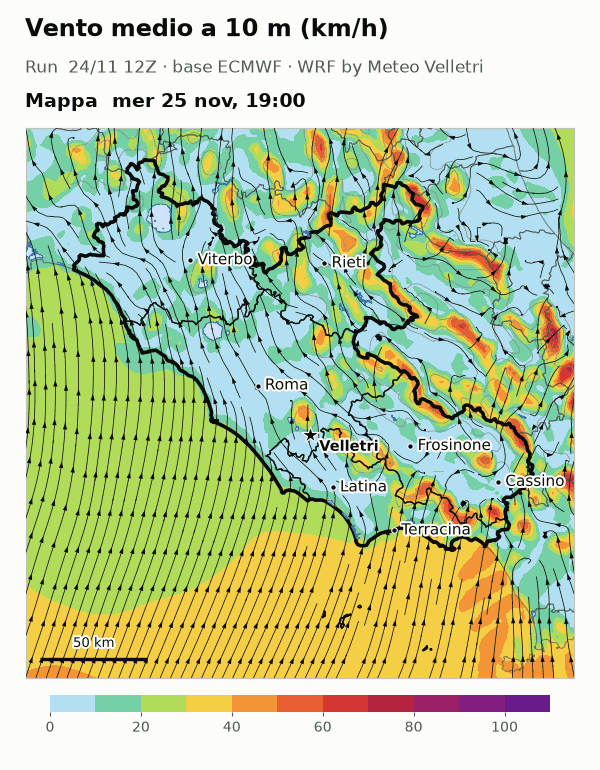 Vento medio a 10 m (km/h)
Run  24/11 12Z · base ECMWF · WRF by Meteo Velletri
Mappa  mer 25 nov, 19:00
Viterbo
Rieti
Roma
Velletri
Frosinone
Cassino
Latina
Terracina
50 km
0 20 40 60 80 100